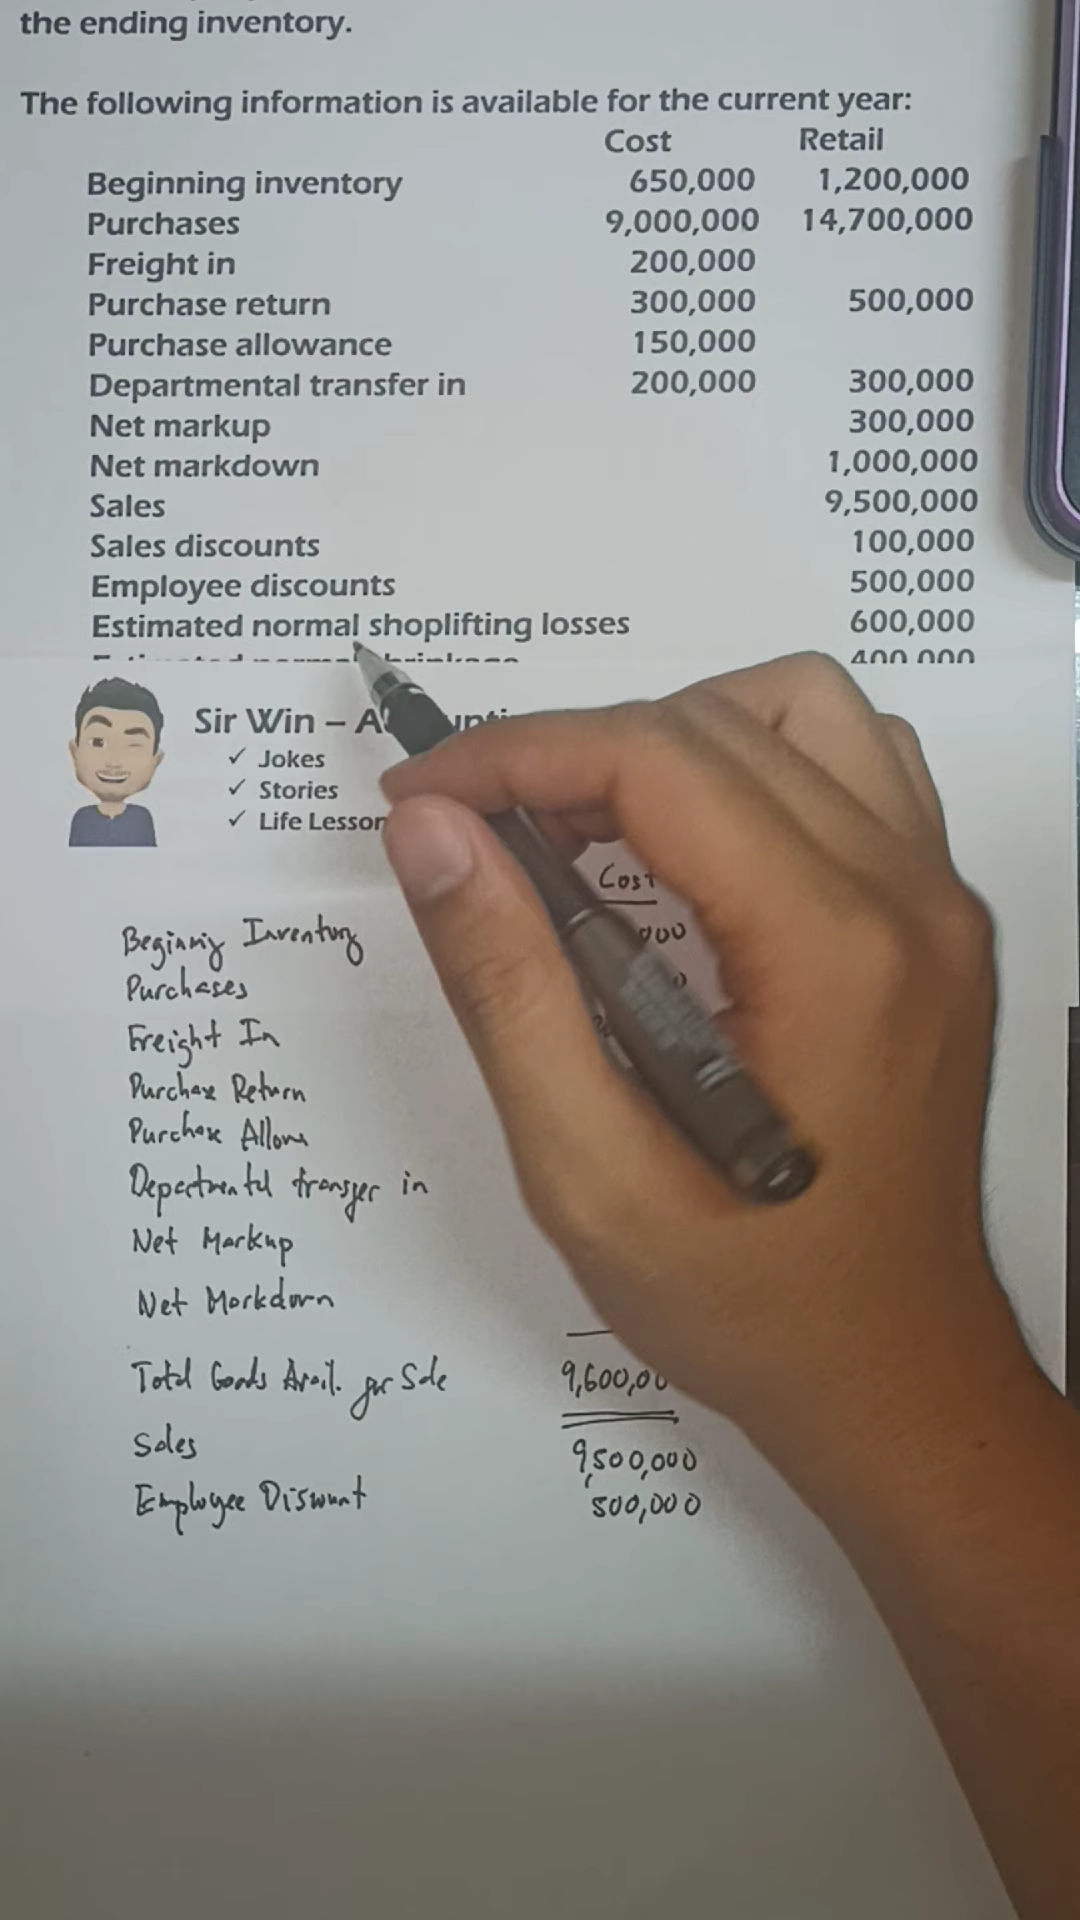 the ending inventory.
The following information is available for the current year:
Cost Retail
Beginning inventory 650,000 1,200,000
Purchases 9,000,000 14,700,000
Freight in 200,000
Purchase return 300,000 500,000
Purchase allowance 150,000
Departmental transfer in 200,000 300,000
Net markup 300,000
Net markdown 1,000,000
Sales 9,500,000
Sales discounts 100,000
Employee discounts 500,000
Estimated normal shoplifting losses 600,000
400,000
Sir Win –
✓ Jokes
✓ Stories
✓ Life
Cost
Beginniy Inventory 000
Purchases
Freight In
Purchase Return
Purchase Allow
Departmental transfer in
Net Markup
Net Markdown
Total Goods Avail. for Sale 9,600,00
Sales 9,500,000
Employee Discount 500,000